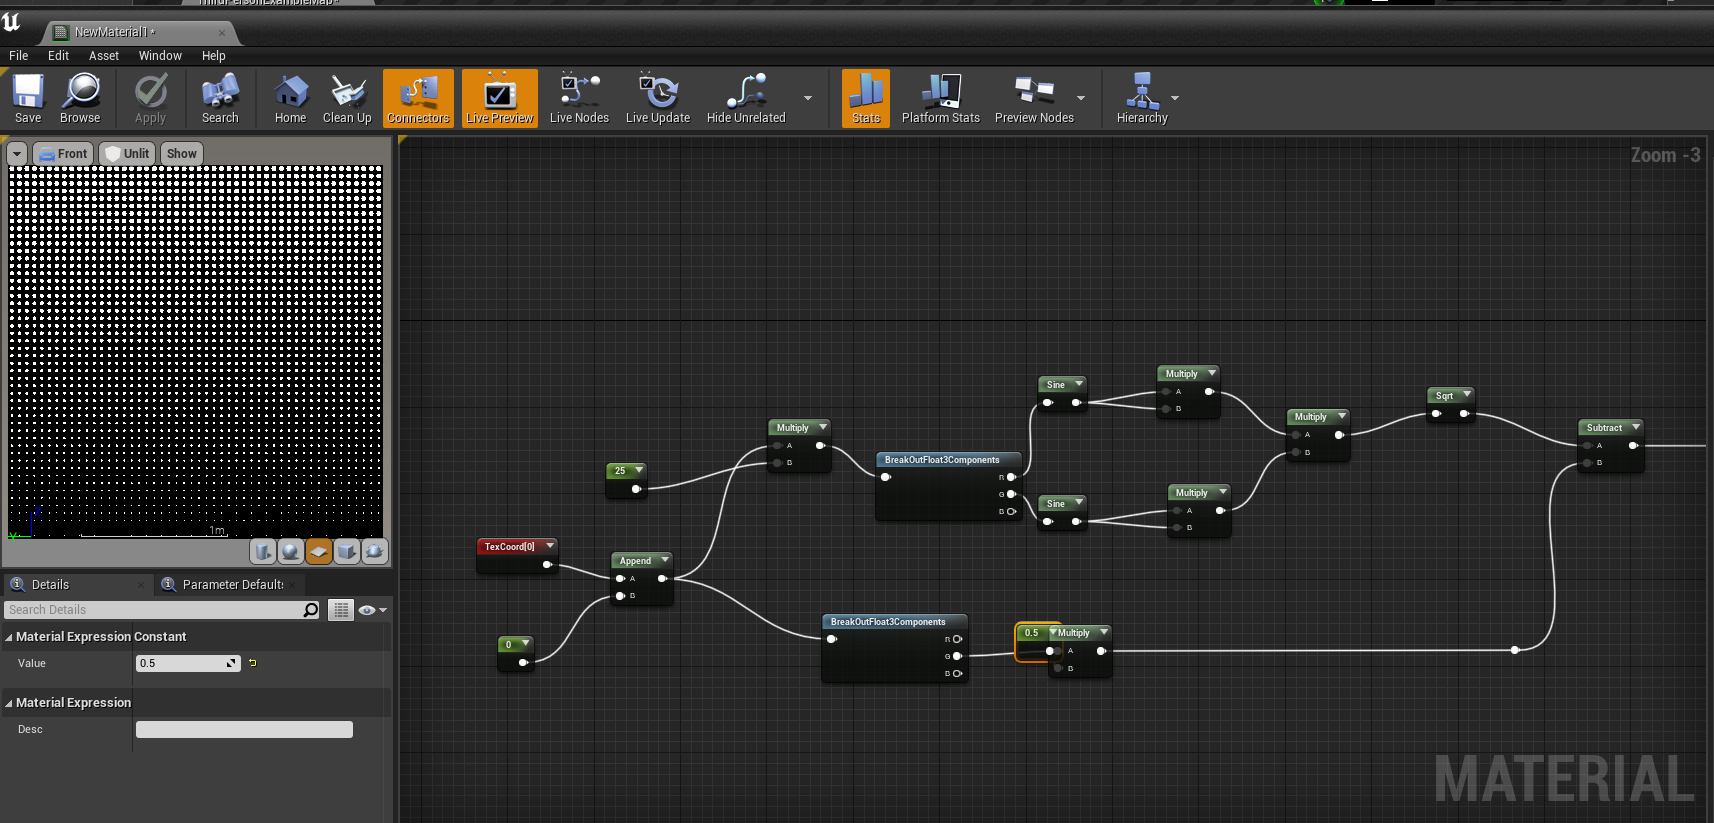 ThirdPersonExampleMap*
NewMaterial1*
File Edit Asset Window Help
Save Browse Apply Search Home Clean Up Connectors Live Preview Live Nodes Live Update Hide Unrelated Stats Platform Stats Preview Nodes Hierarchy
Front Unlit Show
Zoom -3
Sine
Multiply
A
B
Sqrt
Multiply
A
B
Multiply
A
B
Subtract
A
B
25
BreakOutFloat3Components
R
G
B
Sine
Multiply
A
B
1m
TexCoord[0]
Append
A
B
0
BreakOutFloat3Components
R
G
B
0.5
Multiply
A
B
Details Parameter Defaults
Search Details
Material Expression Constant
Value 0.5
Material Expression
Desc
MATERIAL